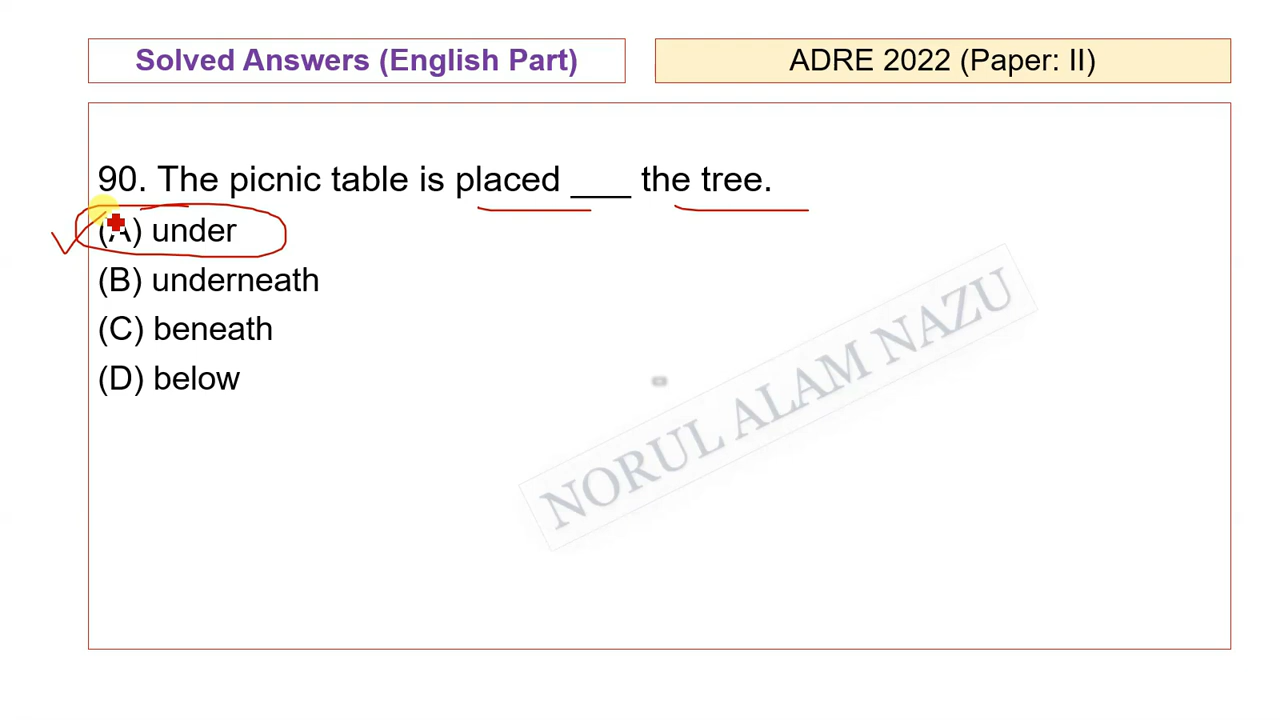 Solved Answers (English Part)
ADRE 2022 (Paper: II)
90. The picnic table is placed ___ the tree.
(A) under
(B) underneath
(C) beneath
(D) below
NORUL ALAM NAZU